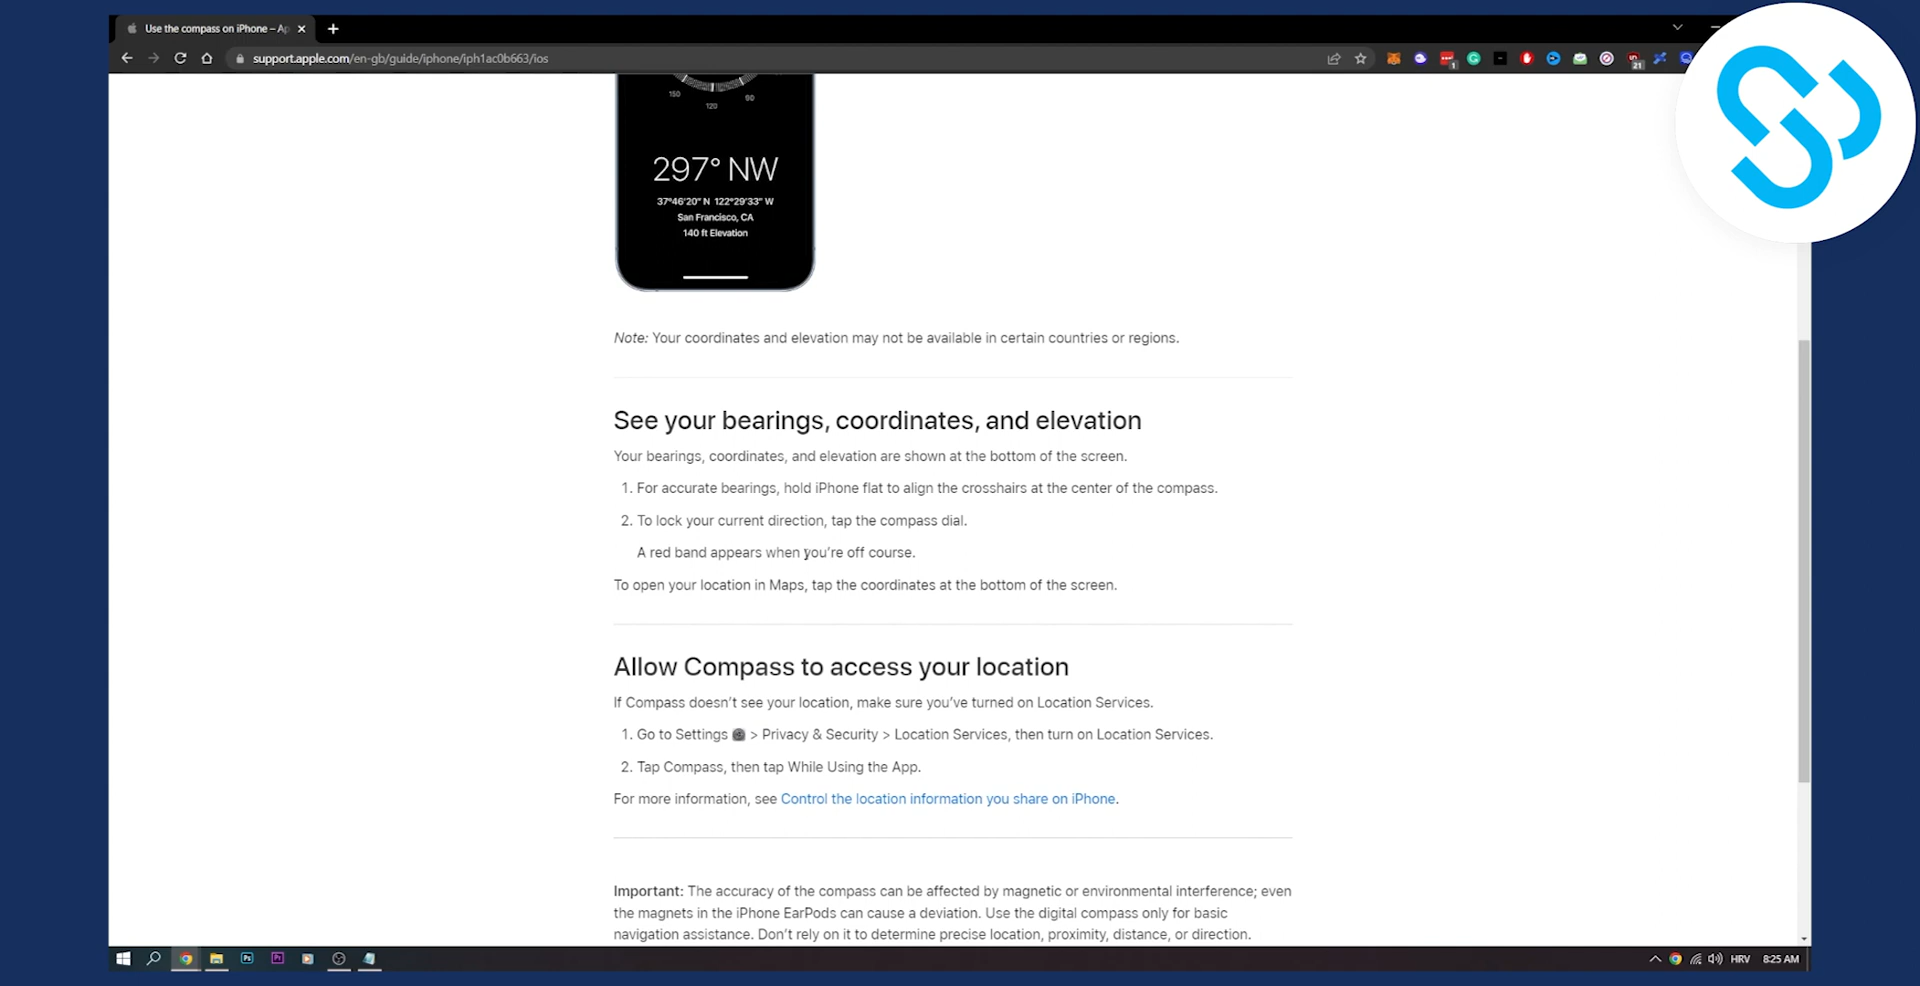 Use the compass on iPhone – Ap
support.apple.com/en-gb/guide/iphone/iph1ac0b663/ios
1
21
150
120
90
297° NW
37°46'20" N 122°29'33" W
San Francisco, CA
140 ft Elevation
Note: Your coordinates and elevation may not be available in certain countries or regions.
See your bearings, coordinates, and elevation
Your bearings, coordinates, and elevation are shown at the bottom of the screen.
1. For accurate bearings, hold iPhone flat to align the crosshairs at the center of the compass.
2. To lock your current direction, tap the compass dial.
A red band appears when you're off course.
To open your location in Maps, tap the coordinates at the bottom of the screen.
Allow Compass to access your location
If Compass doesn't see your location, make sure you've turned on Location Services.
1. Go to Settings > Privacy & Security > Location Services, then turn on Location Services.
2. Tap Compass, then tap While Using the App.
For more information, see Control the location information you share on iPhone.
Important: The accuracy of the compass can be affected by magnetic or environmental interference; even
the magnets in the iPhone EarPods can cause a deviation. Use the digital compass only for basic
navigation assistance. Don't rely on it to determine precise location, proximity, distance, or direction.
Ps
Pr
HRV
8:25 AM